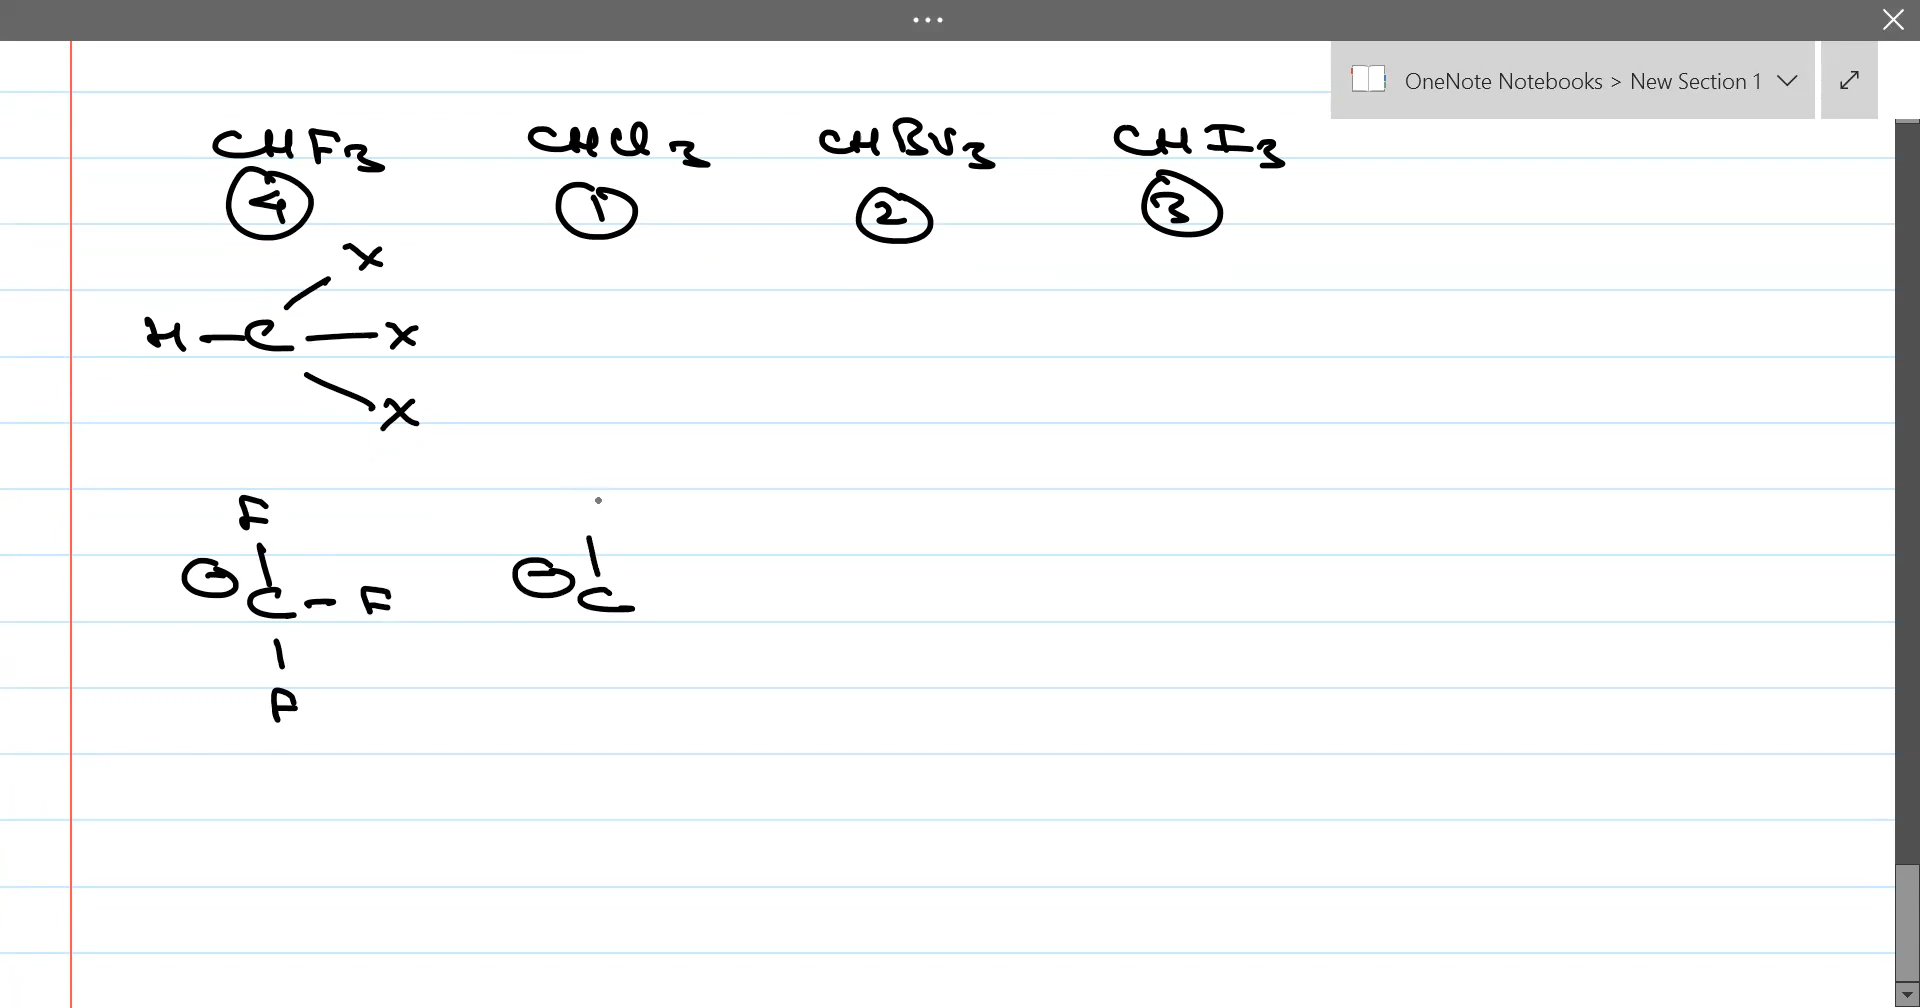 OneNote Notebooks > New Section 1
CHF3 CHCl3 CHBr3 CHI3
4 1 2 3
X
H-C-X
X
F
⊖C-F ⊖C
F